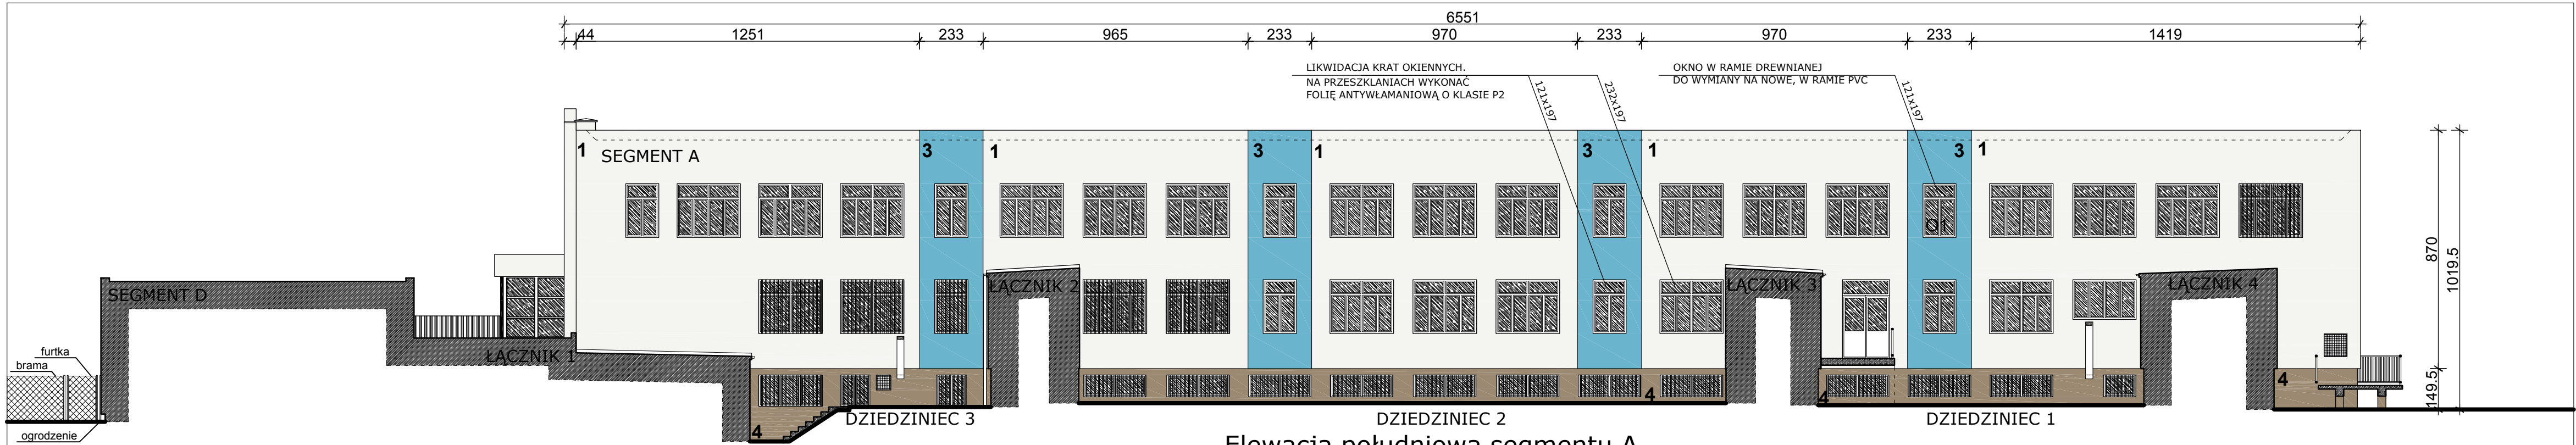 6551
44 1251 233 965 233 970 233 970 233 1419
LIKWIDACJA KRAT OKIENNYCH.
NA PRZESZKLANIACH WYKONAĆ
FOLIĘ ANTYWŁAMANIOWĄ O KLASIE P2
121x197
232x197
OKNO W RAMIE DREWNIANEJ
DO WYMIANY NA NOWE, W RAMIE PVC
121x197
1 SEGMENT A 3 1 3 1 3 1 3 1
O1
870
1019.5
149.5
SEGMENT D
ŁĄCZNIK 2
ŁĄCZNIK 3
ŁĄCZNIK 4
ŁĄCZNIK 1
furtka
brama
ogrodzenie
4
4
4
4
DZIEDZINIEC 3
DZIEDZINIEC 2
DZIEDZINIEC 1
Elewacja południowa segmentu A